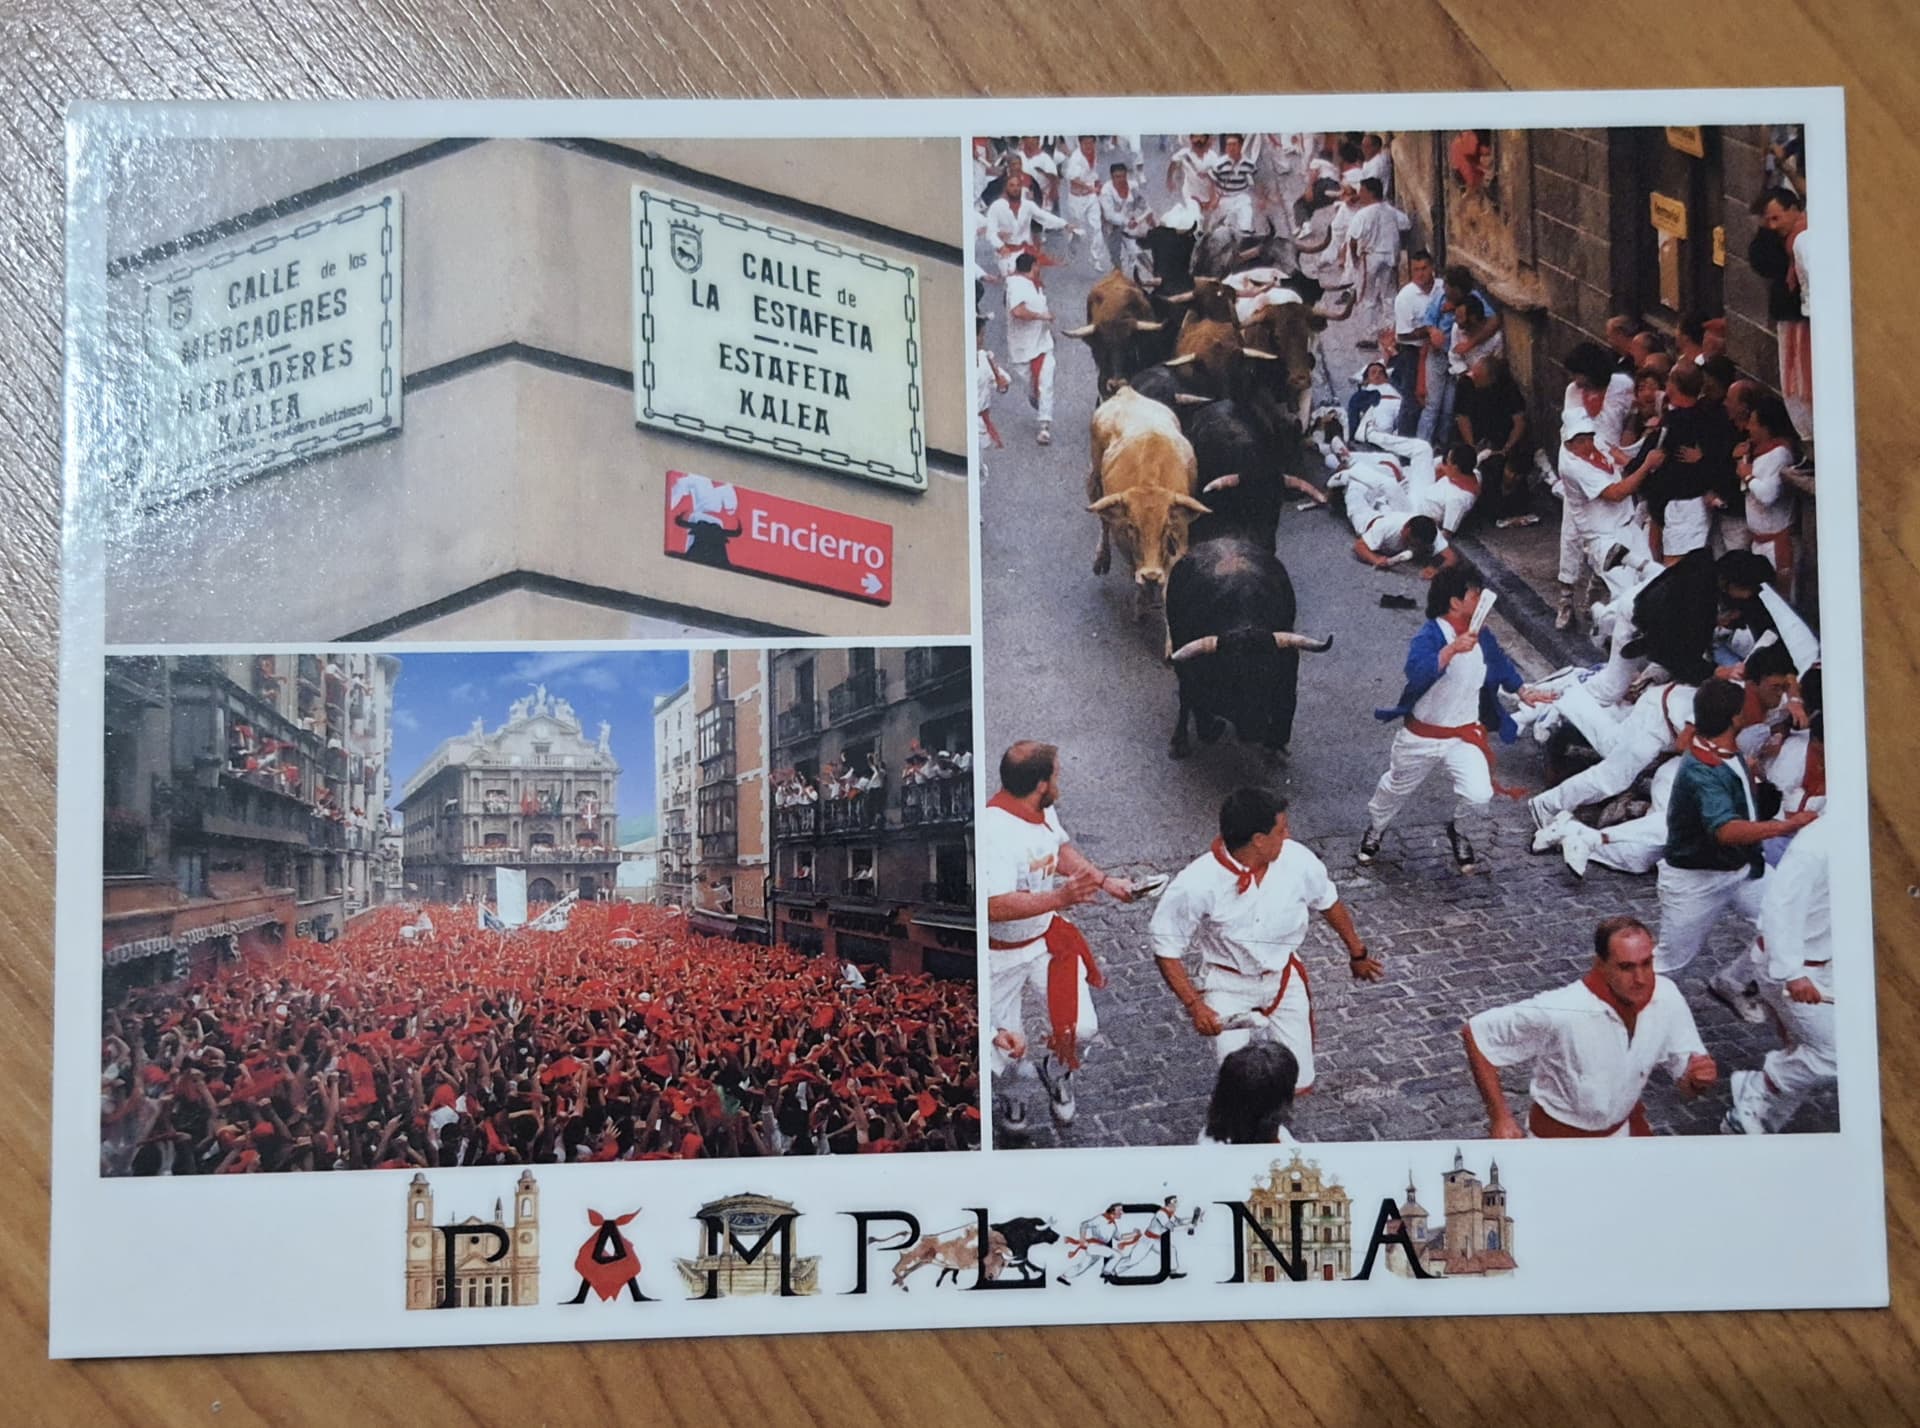 CALLE de los
MERCADERES
MERCADERES
KALEA
CALLE de
LA ESTAFETA
ESTAFETA
KALEA
Encierro
PAMPLONA